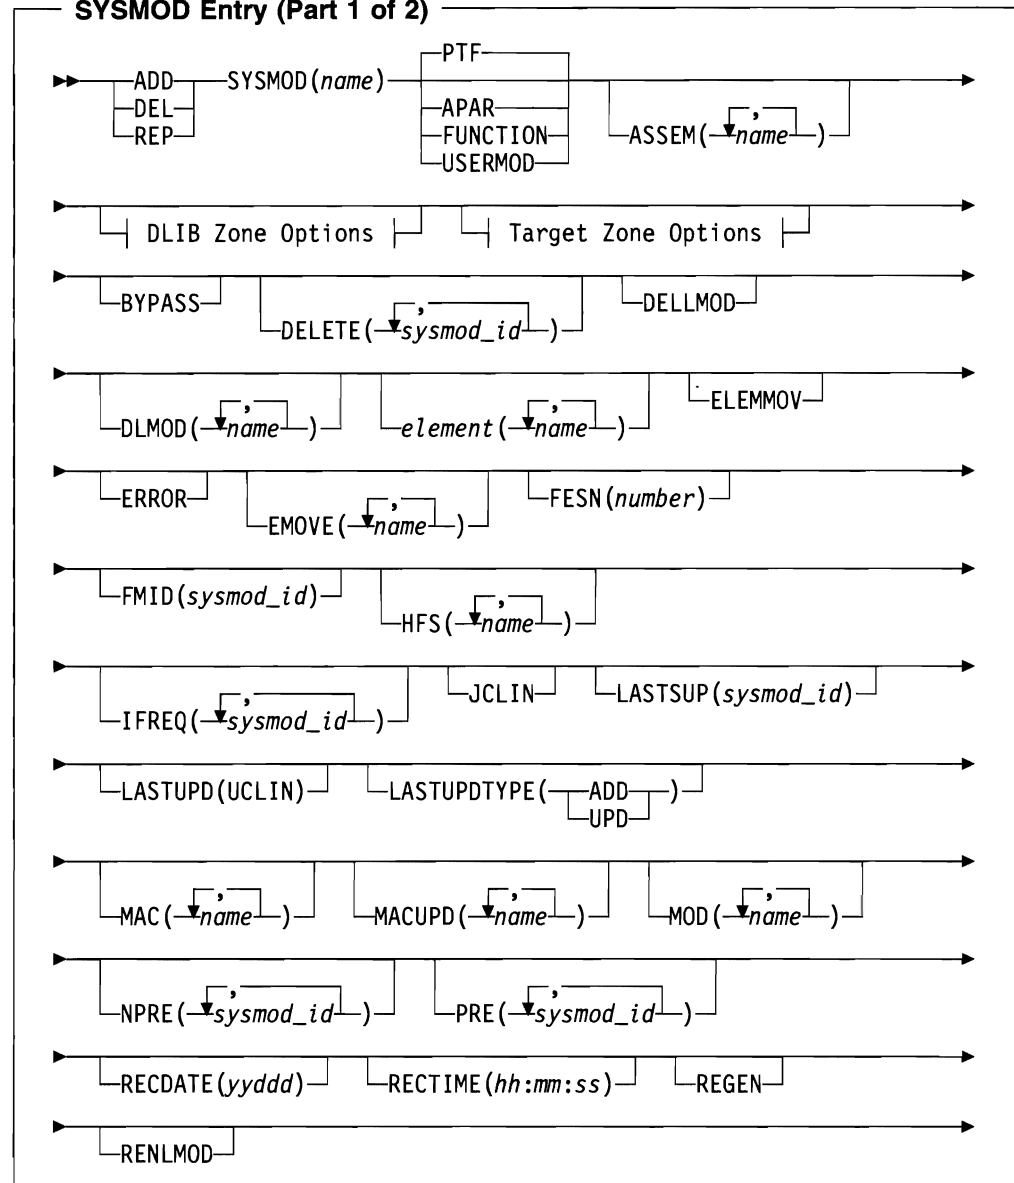 SYSMOD Entry (Part 1 of 2)
PTF
ADD SYSMOD(name)
DEL APAR ,
REP FUNCTION ASSEM( name )
USERMOD
DLIB Zone Options Target Zone Options
BYPASS , DELLMOD
DELETE( sysmod_id )
, , ELEMMOV
DLMOD( name ) element( name )
ERROR , FESN(number)
EMOVE( name )
FMID(sysmod_id) ,
HFS( name )
, JCLIN LASTSUP(sysmod_id)
IFREQ( sysmod_id )
LASTUPD(UCLIN) LASTUPDTYPE( ADD )
UPD
, , ,
MAC( name ) MACUPD( name ) MOD( name )
, ,
NPRE( sysmod_id ) PRE( sysmod_id )
RECDATE(yyddd) RECTIME(hh:mm:ss) REGEN
RENLMOD